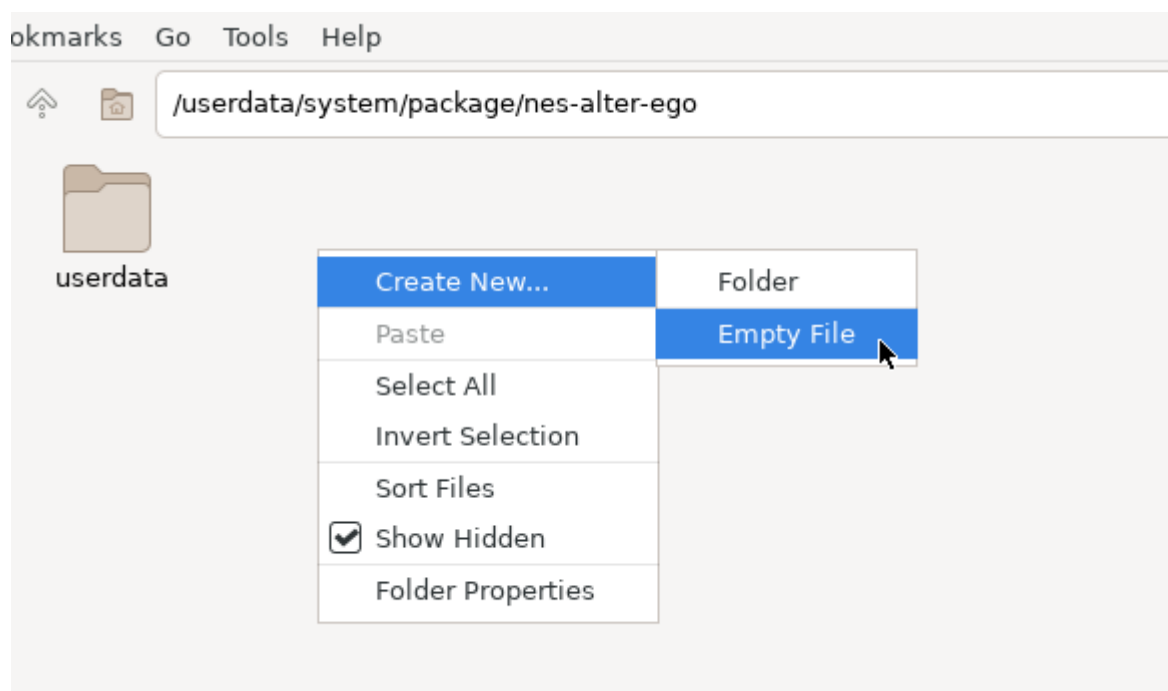 okmarks Go Tools Help
/userdata/system/package/nes-alter-ego
userdata
Create New...
Folder
Paste
Empty File
Select All
Invert Selection
Sort Files
Show Hidden
Folder Properties